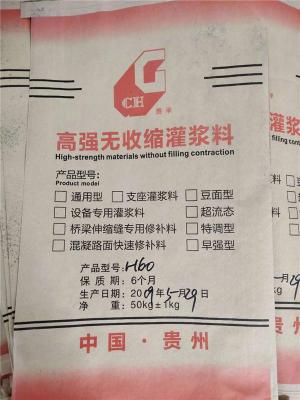 CH
高强无收缩灌浆料
High-strength materials without filling contraction
产品型号:
Product model
通用型 支座灌浆料 豆面型
设备专用灌浆料 超流态
桥梁伸缩缝专用修补料 特调型
混凝路面快速修补料 早强型
产品型号: H60
保质期: 6个月
生产日期: 2019年5月29日
净重: 50kg±1kg
中国·贵州